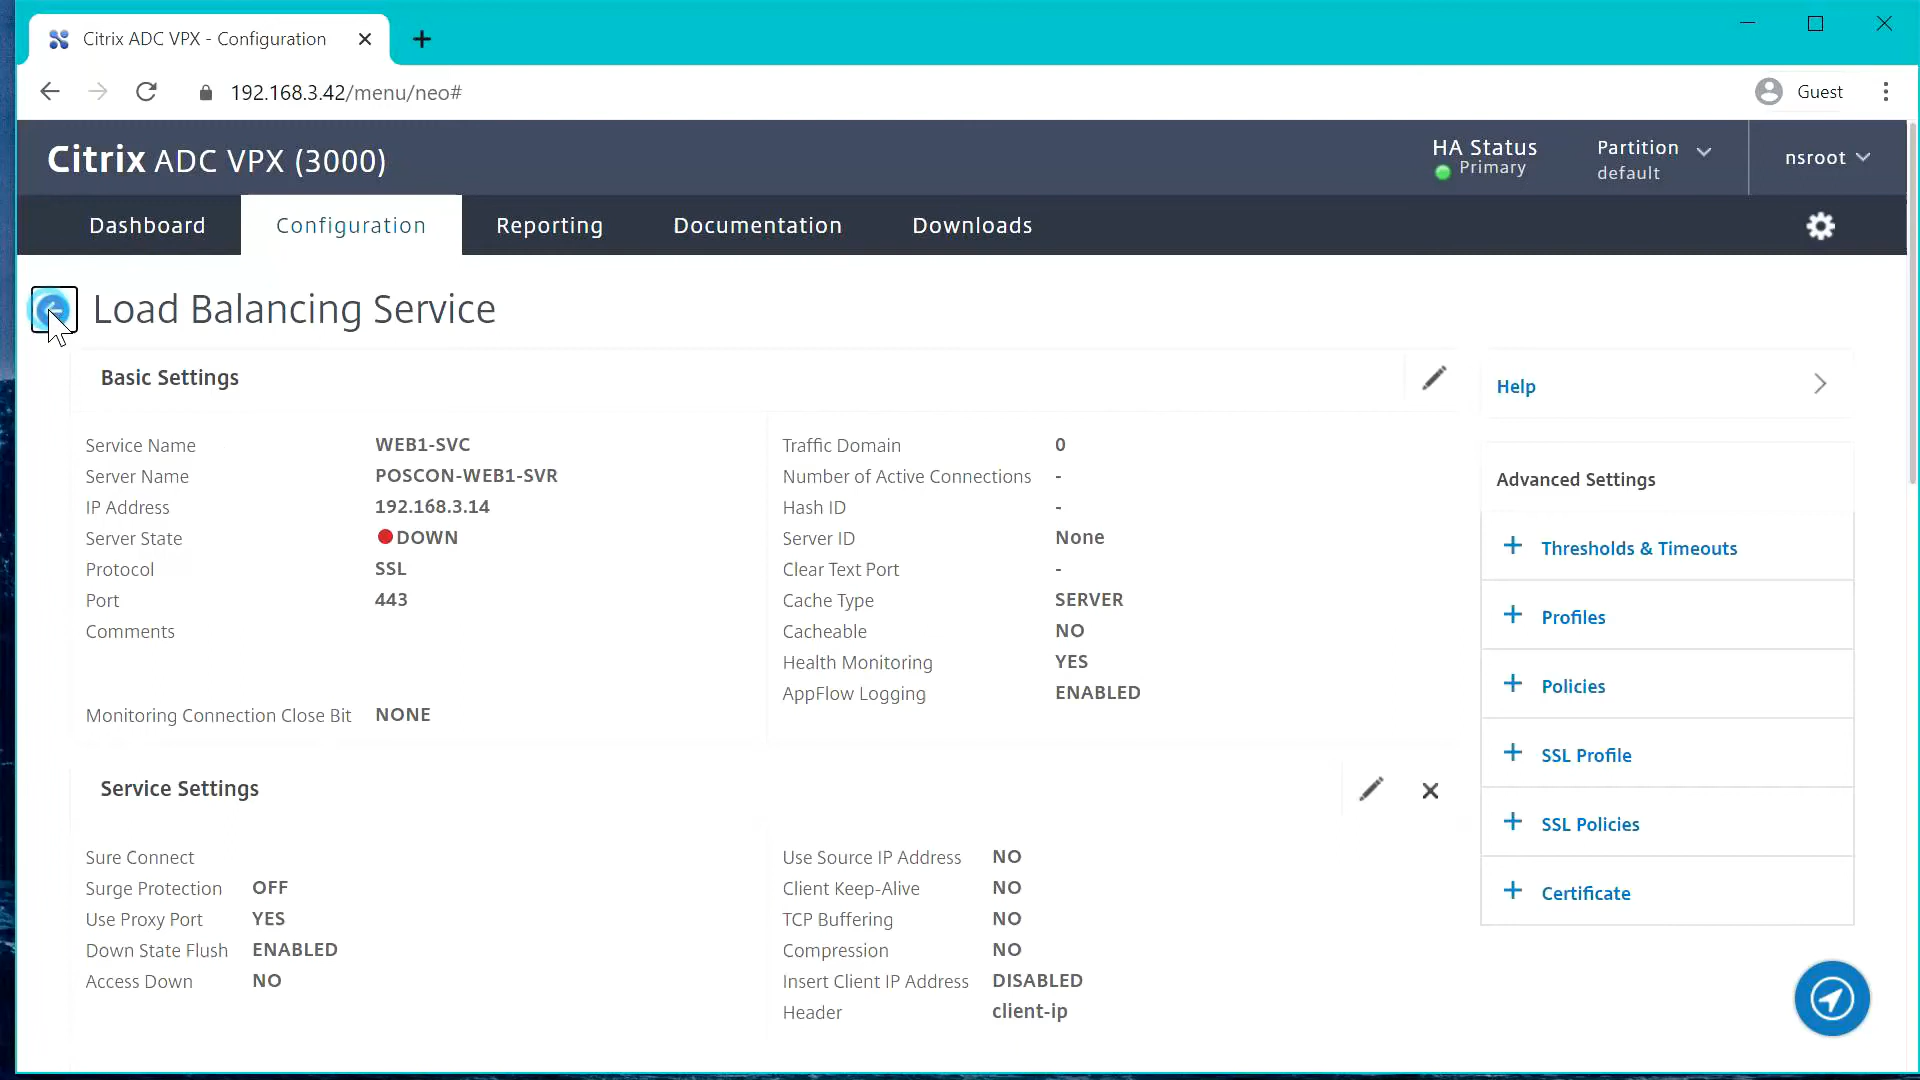 Citrix ADC VPX - Configuration
192.168.3.42/menu/neo#
Guest
Citrix ADC VPX (3000)
HA Status
Primary
Partition
default
nsroot
Dashboard
Configuration
Reporting
Documentation
Downloads
Load Balancing Service
Basic Settings
Service Name WEB1-SVC
Server Name POSCON-WEB1-SVR
IP Address 192.168.3.14
Server State DOWN
Protocol SSL
Port 443
Comments
Monitoring Connection Close Bit NONE
Traffic Domain 0
Number of Active Connections -
Hash ID -
Server ID None
Clear Text Port -
Cache Type SERVER
Cacheable NO
Health Monitoring YES
AppFlow Logging ENABLED
Service Settings
Sure Connect
Surge Protection OFF
Use Proxy Port YES
Down State Flush ENABLED
Access Down NO
Use Source IP Address NO
Client Keep-Alive NO
TCP Buffering NO
Compression NO
Insert Client IP Address DISABLED
Header client-ip
Help
Advanced Settings
Thresholds & Timeouts
Profiles
Policies
SSL Profile
SSL Policies
Certificate